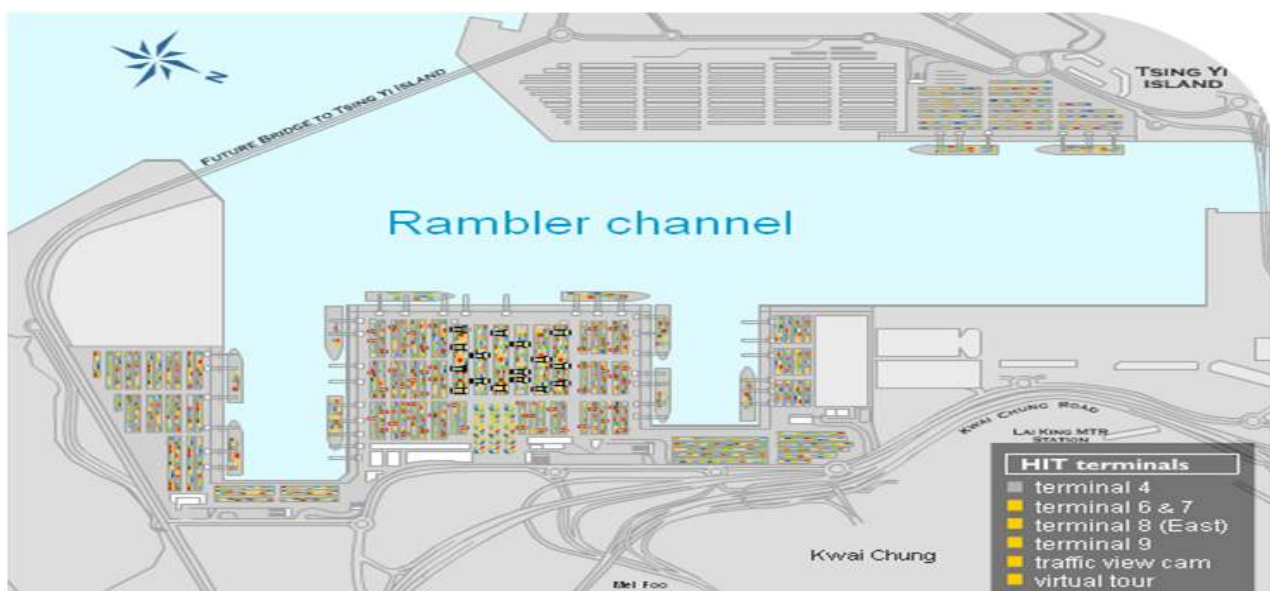 N
FUTURE BRIDGE TO TSING YI ISLAND
TSING YI
ISLAND
Rambler channel
KWAI CHUNG ROAD
LAI KING MTR
STATION
HIT terminals
terminal 4
terminal 6 & 7
terminal 8 (East)
terminal 9
traffic view cam
virtual tour
Kwai Chung
Mei Foo